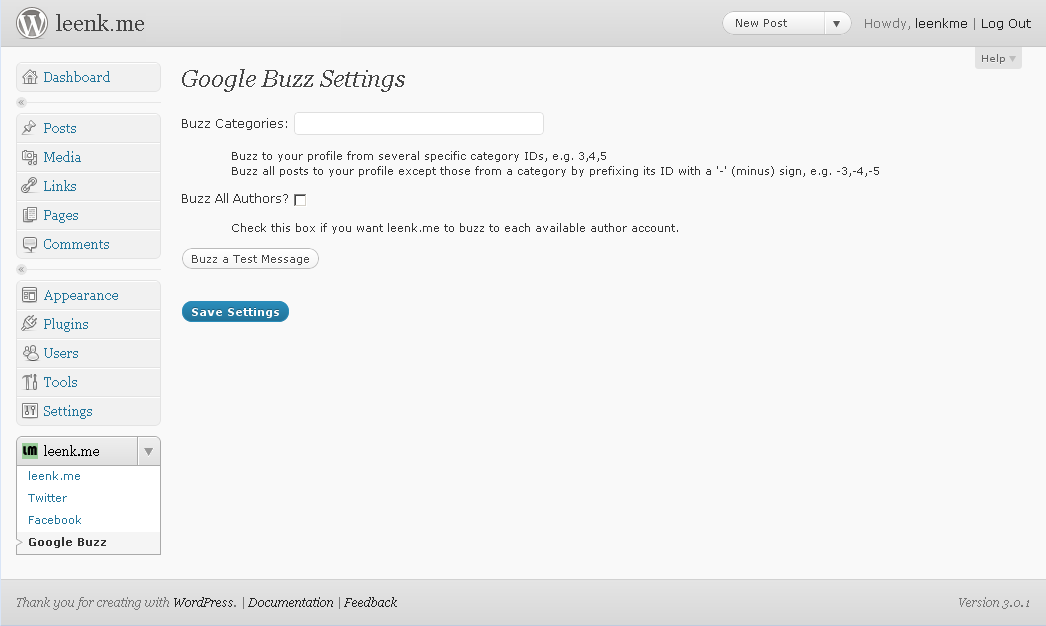 leenk.me
New Post
Howdy, leenkme | Log Out
Help
Dashboard
Posts
Media
Links
Pages
Comments
Appearance
Plugins
Users
Tools
Settings
LM leenk.me
leenk.me
Twitter
Facebook
Google Buzz
Google Buzz Settings
Buzz Categories:
Buzz to your profile from several specific category IDs, e.g. 3,4,5
Buzz all posts to your profile except those from a category by prefixing its ID with a '-' (minus) sign, e.g. -3,-4,-5
Buzz All Authors?
Check this box if you want leenk.me to buzz to each available author account.
Buzz a Test Message
Save Settings
Thank you for creating with WordPress. | Documentation | Feedback
Version 3.0.1